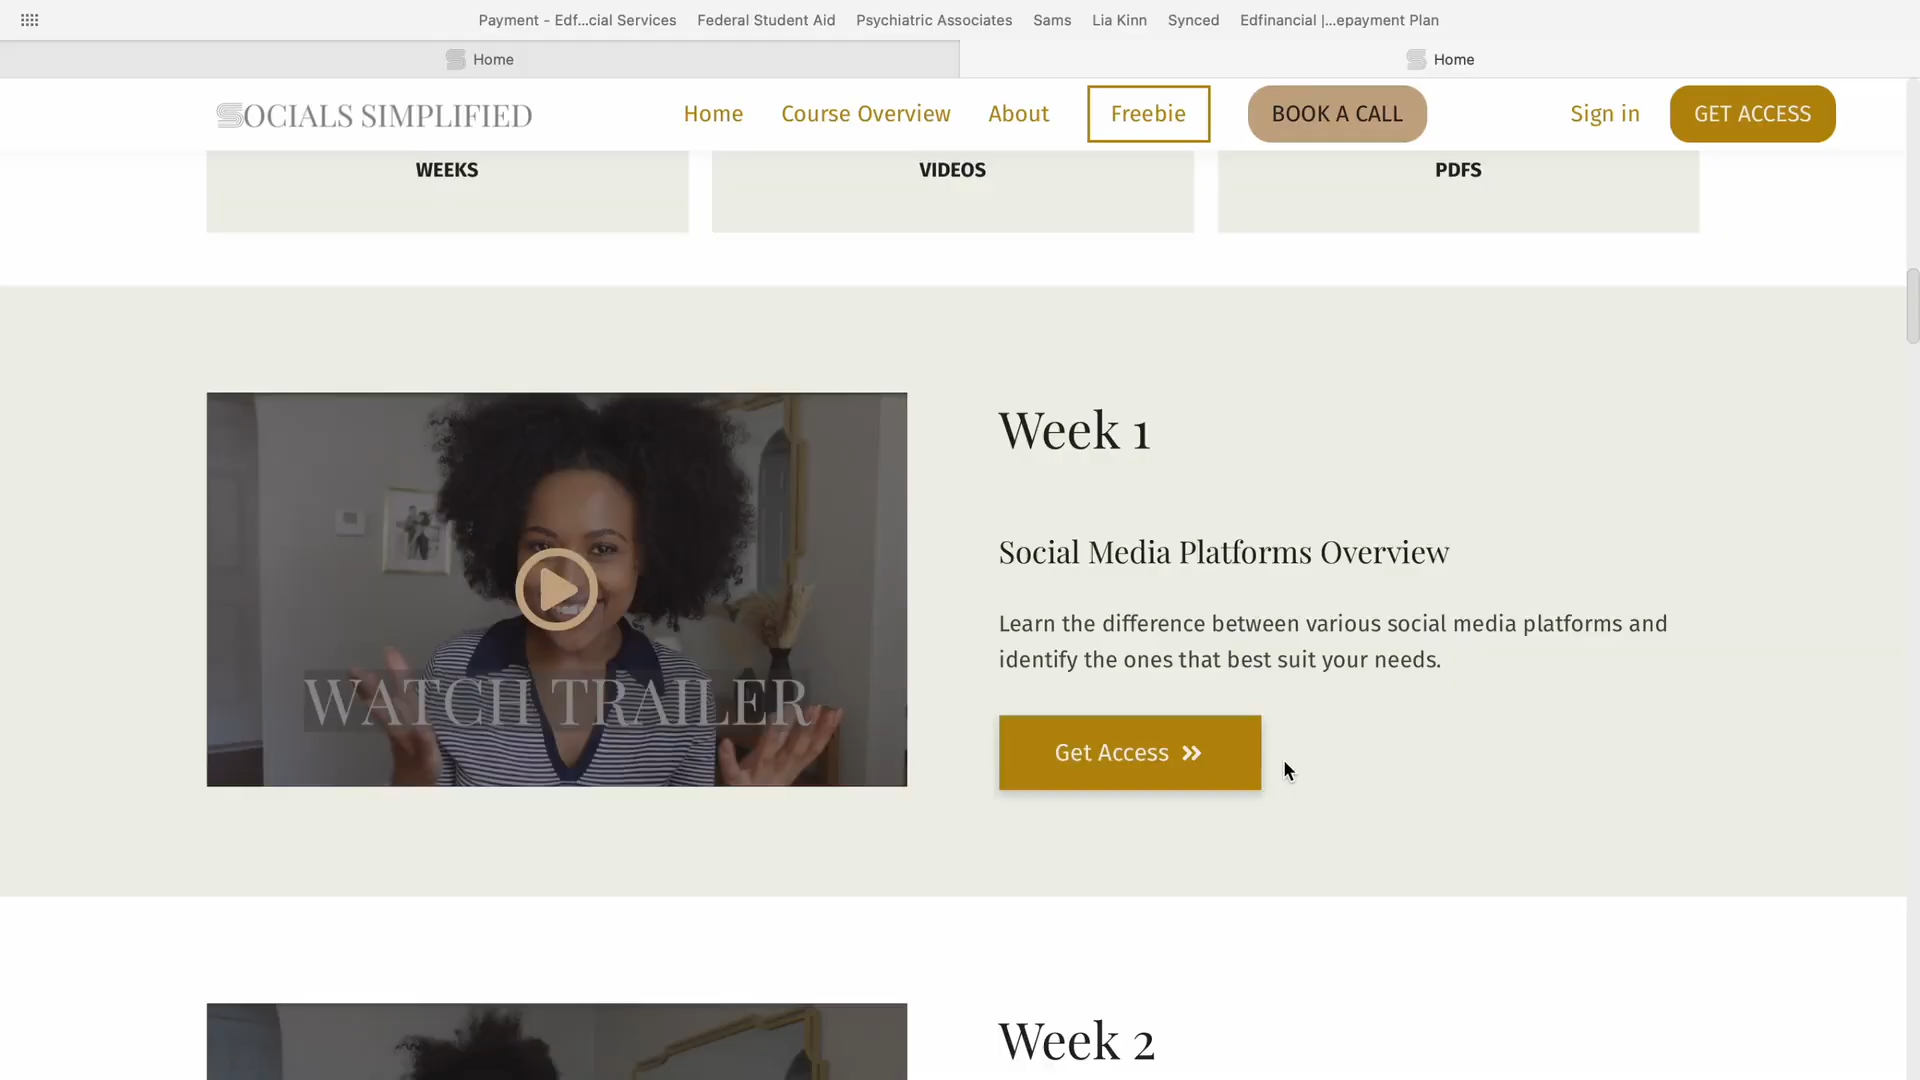 Payment - Edf...cial Services Federal Student Aid Psychiatric Associates Sams Lia Kinn Synced Edfinancial |...epayment Plan
Home Home
SOCIALS SIMPLIFIED Home Course Overview About Freebie BOOK A CALL Sign in GET ACCESS
WEEKS VIDEOS PDFS
Week 1
Social Media Platforms Overview
Learn the difference between various social media platforms and
identify the ones that best suit your needs.
WATCH TRAILER
Get Access »
Week 2